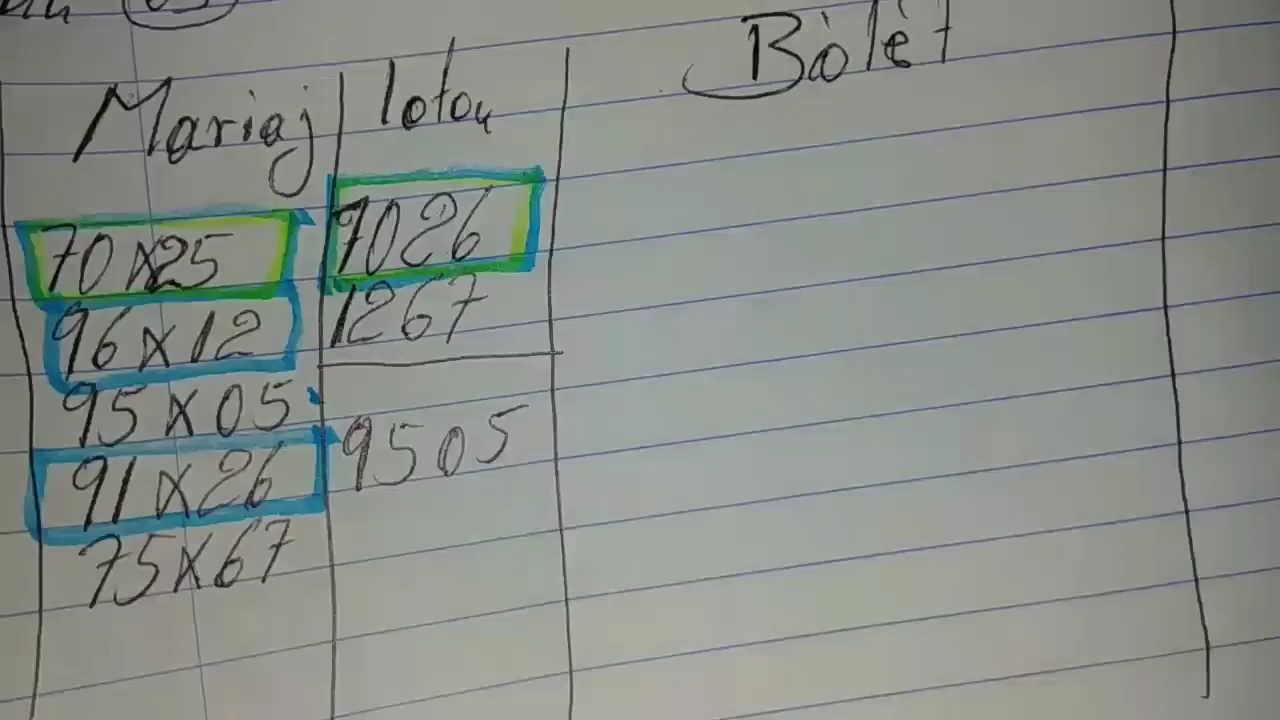 Bòlèt
Mariaj lotou
70x25 7026
96x12 1267
95x05
91x26 9505
75x67